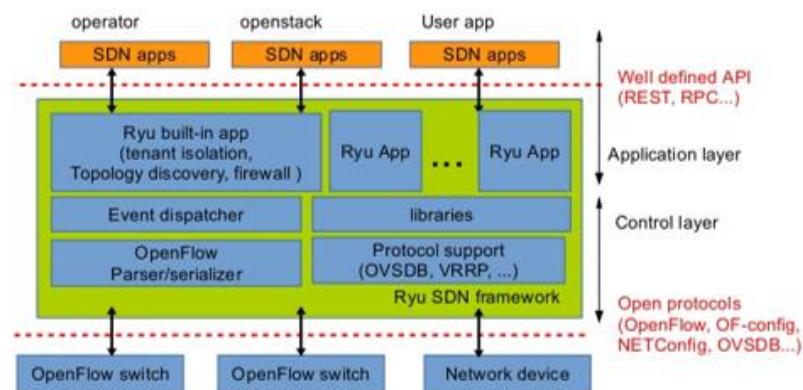 operator
openstack
User app
SDN apps
SDN apps
SDN apps
Well defined API
(REST, RPC...)
Ryu built-in app
(tenant isolation,
Topology discovery, firewall )
Ryu App
...
Ryu App
Application layer
Event dispatcher
libraries
Control layer
OpenFlow
Parser/serializer
Protocol support
(OVSDB, VRRP, ...)
Ryu SDN framework
Open protocols
(OpenFlow, OF-config,
NETConfig, OVSDB...)
OpenFlow switch
OpenFlow switch
Network device